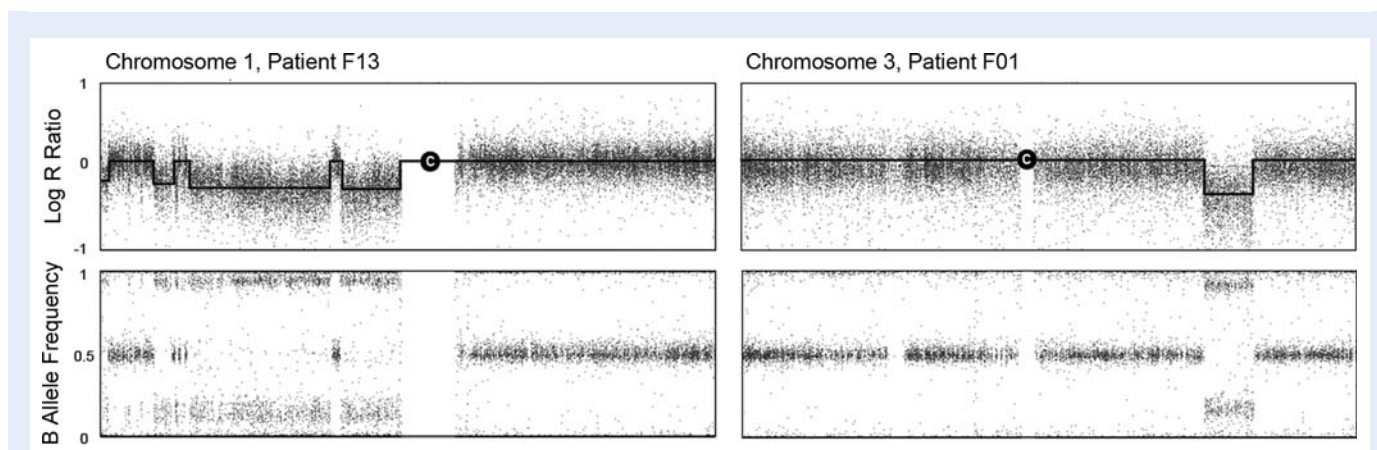 Chromosome 1, Patient F13
Chromosome 3, Patient F01
Log R Ratio
1
0
-1
C
C
B Allele Frequency
1
0.5
0